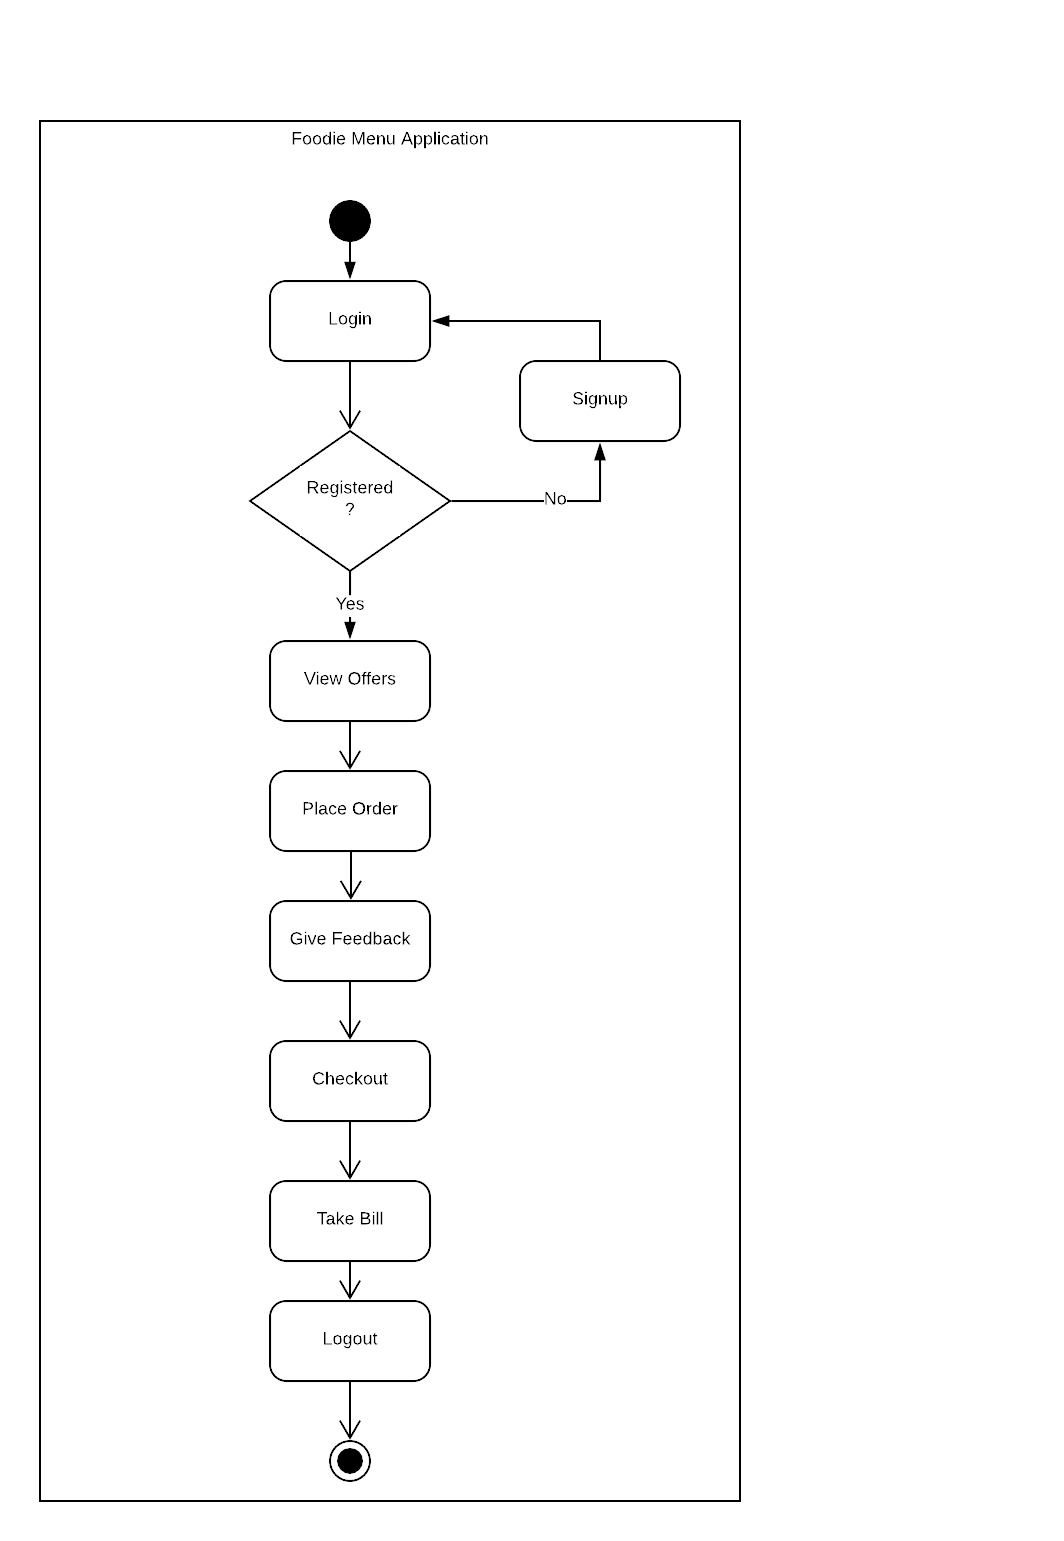 Foodie Menu Application
Login
Signup
Registered
?
No
Yes
View Offers
Place Order
Give Feedback
Checkout
Take Bill
Logout